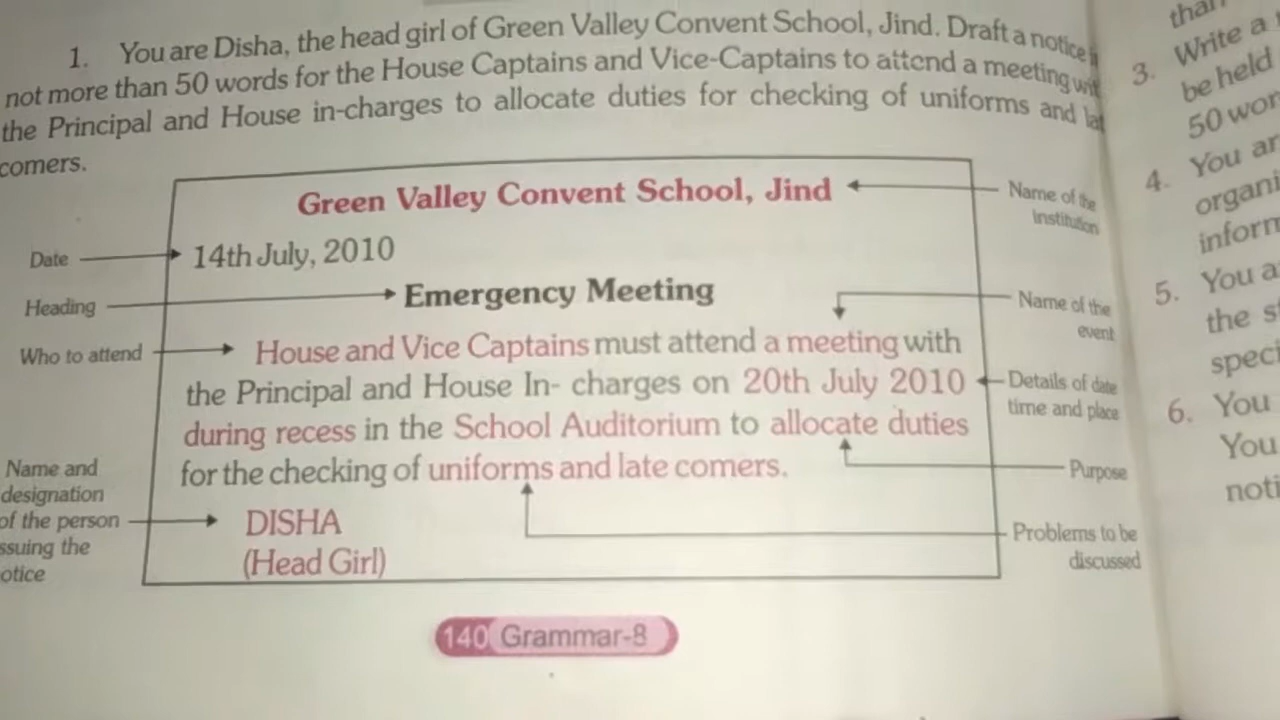 1. You are Disha, the head girl of Green Valley Convent School, Jind. Draft a notice
not more than 50 words for the House Captains and Vice-Captains to attend a meeting
the Principal and House in-charges to allocate duties for checking of uniforms and
comers.
Green Valley Convent School, Jind
Name of the
institution
Date
14th July, 2010
Heading
Emergency Meeting
Name of the
event
Who to attend
House and Vice Captains must attend a meeting with
the Principal and House In- charges on 20th July 2010
Details of date
time and place
during recess in the School Auditorium to allocate duties
for the checking of uniforms and late comers.
Purpose
Name and
designation
of the person
ssuing the
otice
DISHA
(Head Girl)
Problems to be
discussed
140 Grammar-8
than
3. Write a
be held
50 wor
4. You ar
organi
inform
5. You a
the s
speci
6. You
You
noti